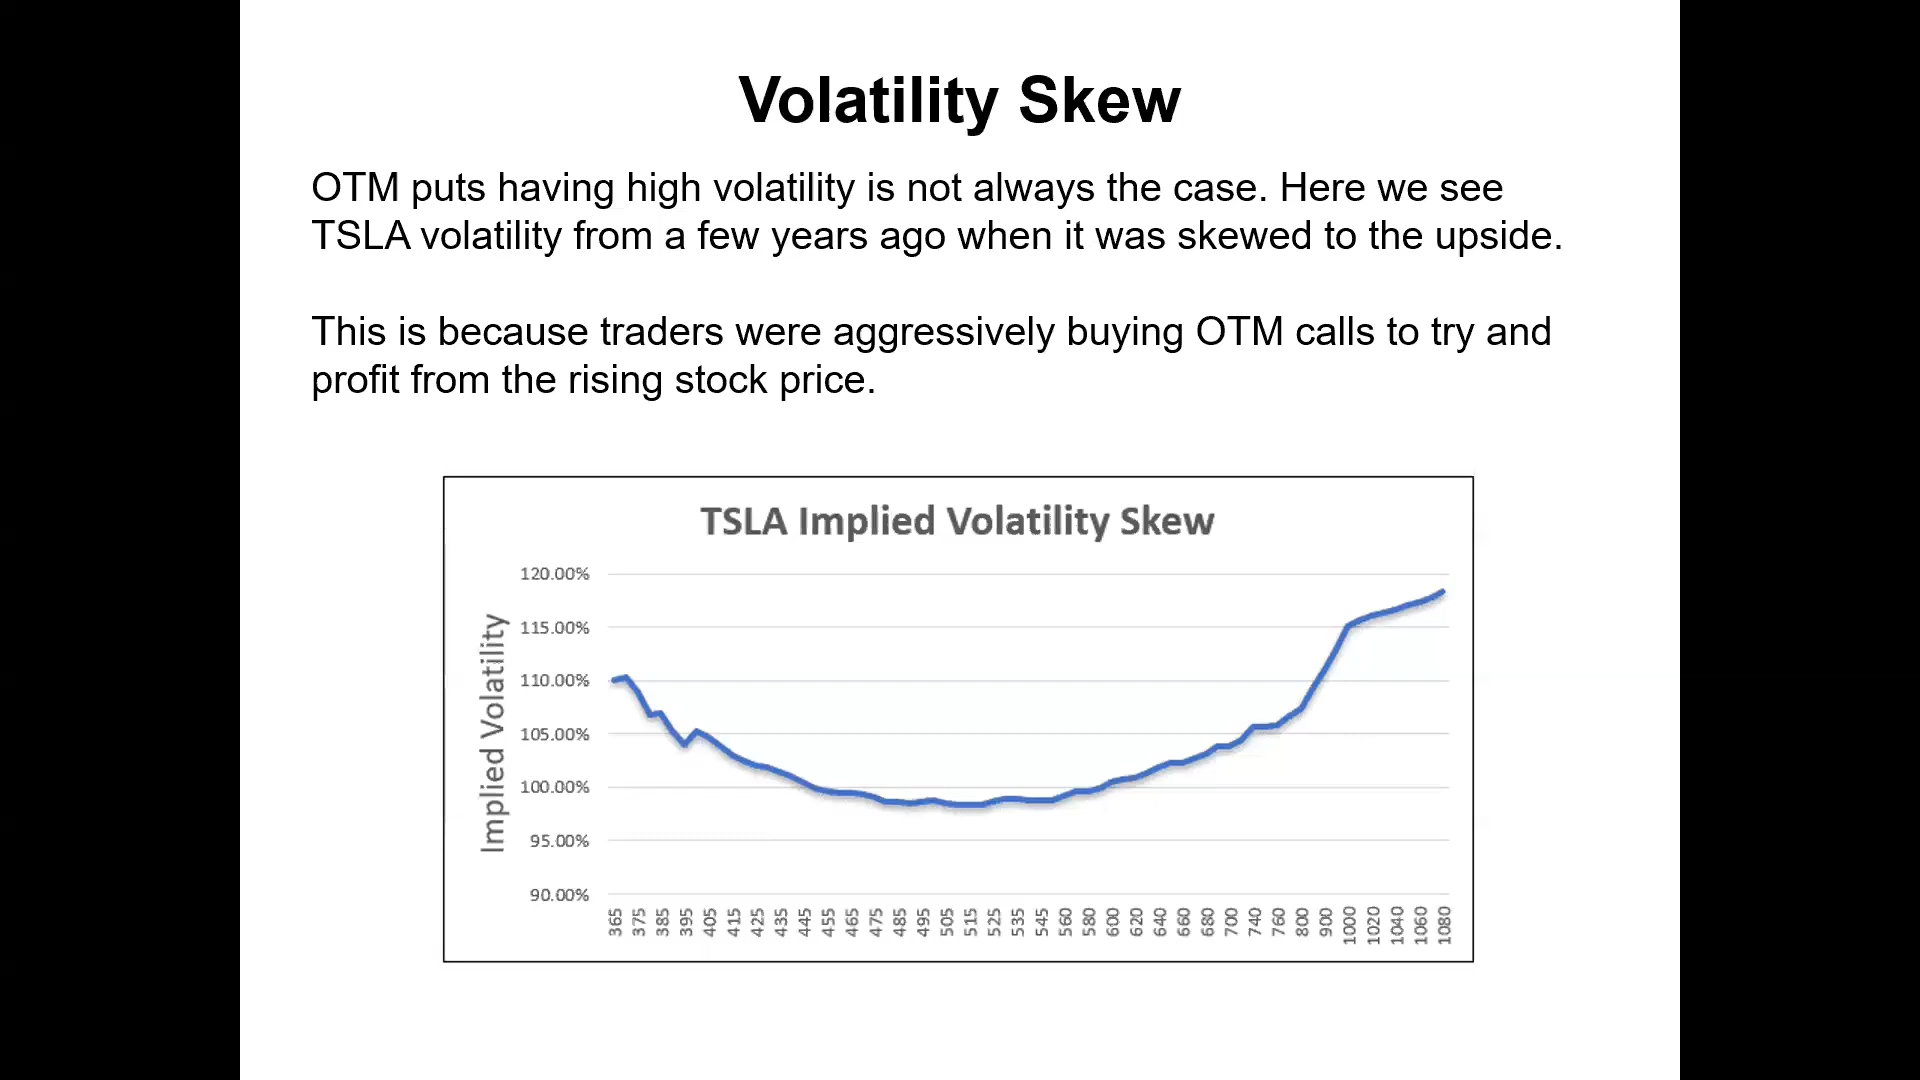 Volatility Skew
OTM puts having high volatility is not always the case. Here we see
TSLA volatility from a few years ago when it was skewed to the upside.
This is because traders were aggressively buying OTM calls to try and
profit from the rising stock price.
TSLA Implied Volatility Skew
Implied Volatility
120.00%
115.00%
110.00%
105.00%
100.00%
95.00%
90.00%
365 375 385 395 405 415 425 435 445 455 465 475 485 495 505 515 525 535 545 560 580 600 620 640 660 680 700 740 760 800 900 1000 1020 1040 1060 1080